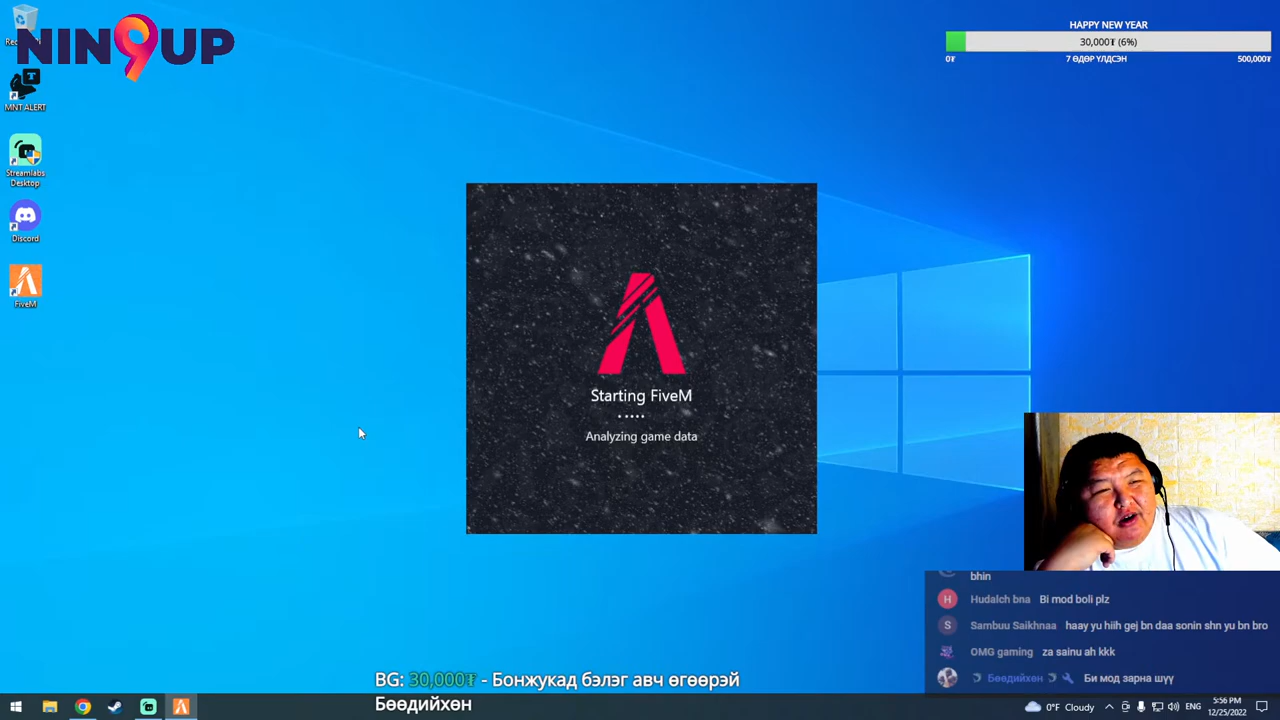 NIN9UP
MNT ALERT
Streamlabs
Desktop
Discord
FiveM
HAPPY NEW YEAR
30,000₮ (6%)
0₮ 7 ӨДӨР ҮЛДСЭН 500,000₮
Starting FiveM
Analyzing game data
bhin
H Hudalch bna Bi mod boli plz
S Sambuu Saikhnaa haay yu hiih gej bn daa sonin shn yu bn bro
OMG gaming za sainu ah kkk
Бөөдийхөн Би мод зарна шүү
BG: 30,000₮ - Бонжукад бэлэг авч өгөөрэй
Бөөдийхөн
0°F Cloudy ENG 5:56 PM
12/25/2022